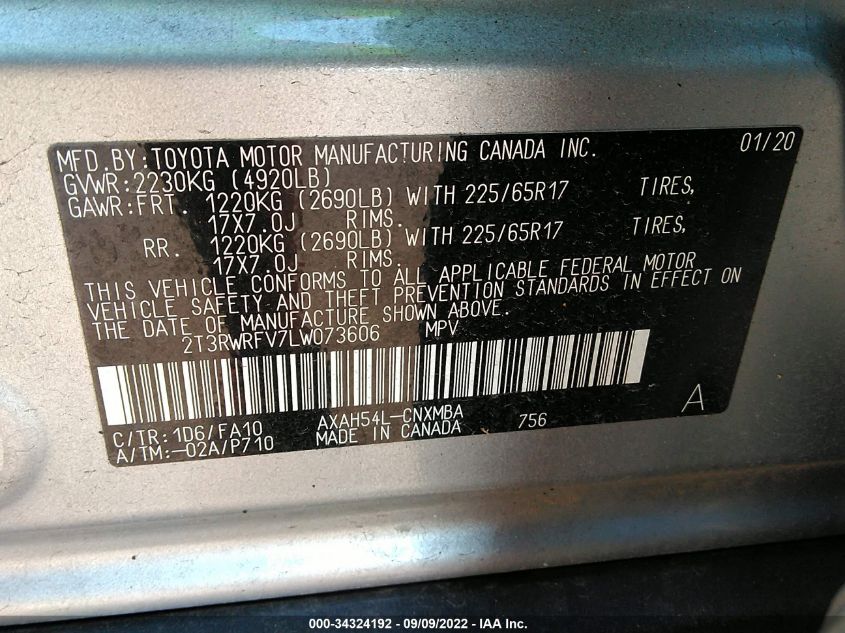 MFD.BY:TOYOTA MOTOR MANUFACTURING CANADA INC. 01/20
GVWR:2230KG (4920LB)
GAWR:FRT. 1220KG (2690LB) WITH 225/65R17 TIRES,
17X7.0J RIMS.
RR. 1220KG (2690LB) WITH 225/65R17 TIRES,
17X7.0J RIMS.
THIS VEHICLE CONFORMS TO ALL APPLICABLE FEDERAL MOTOR
VEHICLE SAFETY AND THEFT PREVENTION STANDARDS IN EFFECT ON
THE DATE OF MANUFACTURE SHOWN ABOVE.
2T3RWRFV7LW073606 MPV
C/TR:1D6/FA10 AXAH54L-CNXMBA 756 A
A/TM:-02A/P710 MADE IN CANADA
000-34324192 - 09/09/2022 - IAA Inc.